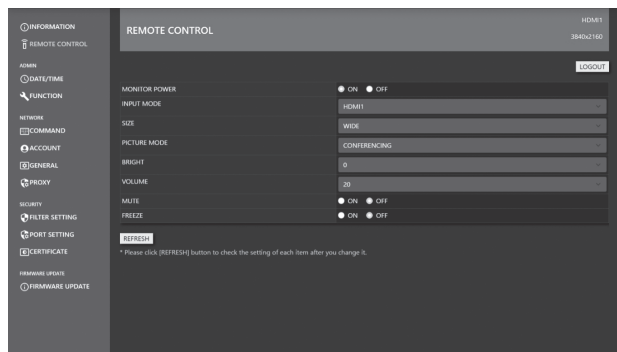 INFORMATION
REMOTE CONTROL
ADMIN
DATE/TIME
FUNCTION
NETWORK
COMMAND
ACCOUNT
GENERAL
PROXY
SECURITY
FILTER SETTING
PORT SETTING
CERTIFICATE
FIRMWARE UPDATE
FIRMWARE UPDATE
REMOTE CONTROL
HDMI1
3840x2160
LOGOUT
MONITOR POWER ON OFF
INPUT MODE HDMI1
SIZE WIDE
PICTURE MODE CONFERENCING
BRIGHT 0
VOLUME 20
MUTE ON OFF
FREEZE ON OFF
REFRESH
* Please click [REFRESH] button to check the setting of each item after you change it.